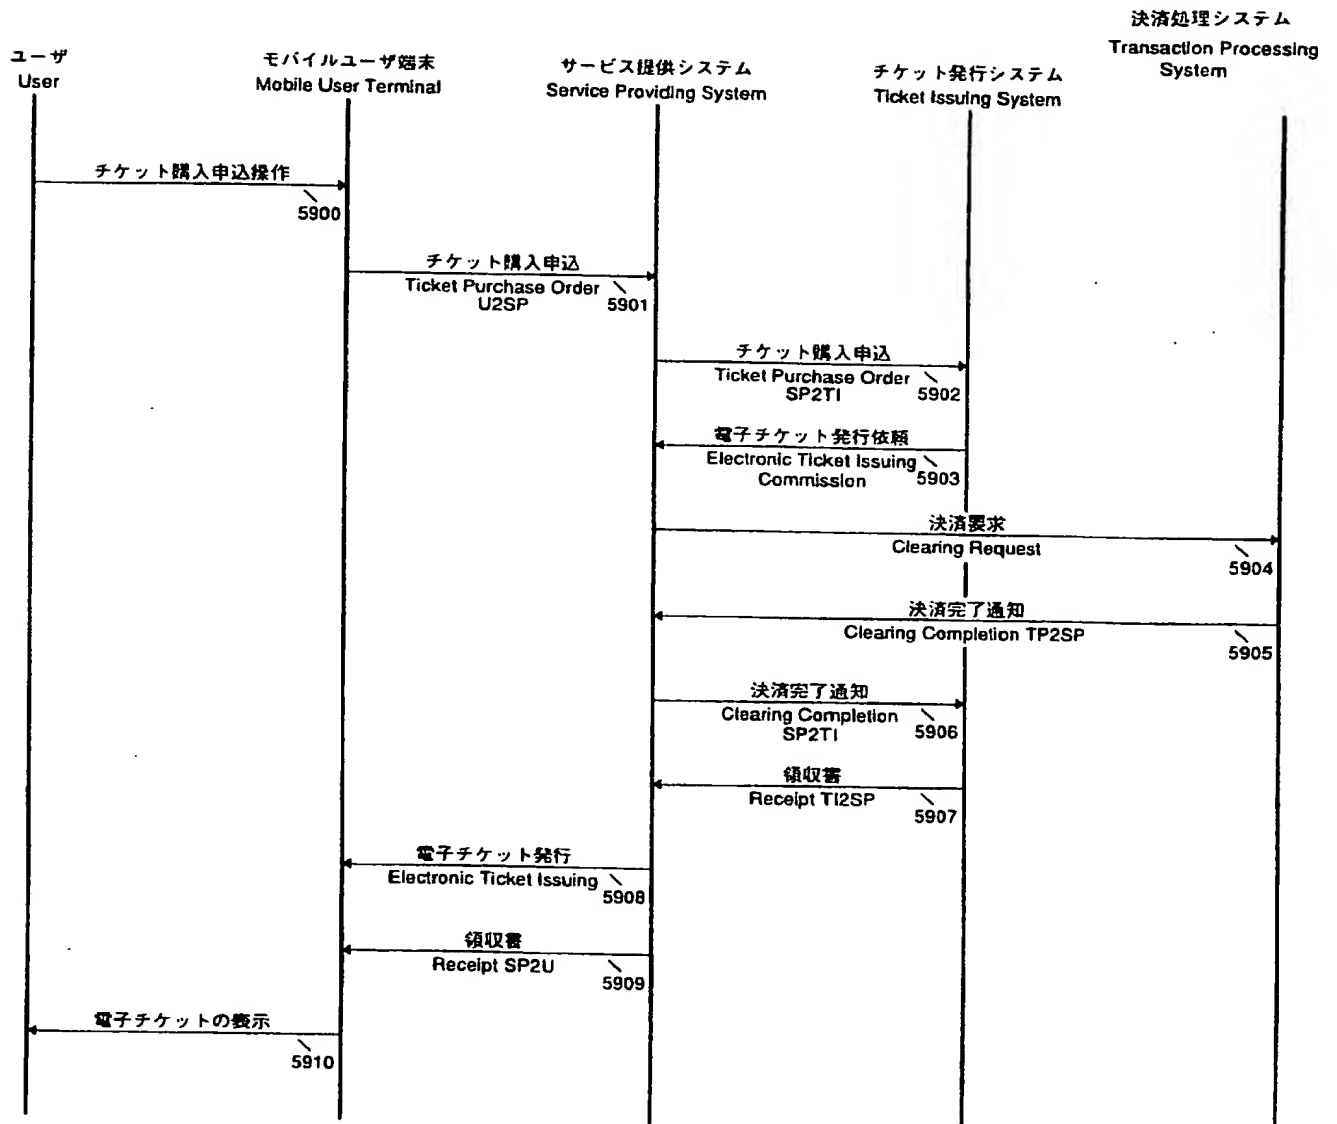 ユーザ
User
モバイルユーザ端末
Mobile User Terminal
サービス提供システム
Service Providing System
チケット発行システム
Ticket Issuing System
決済処理システム
Transaction Processing
System
チケット購入申込操作
5900
チケット購入申込
Ticket Purchase Order
U2SP
5901
チケット購入申込
Ticket Purchase Order
SP2TI
5902
電子チケット発行依頼
Electronic Ticket Issuing
Commission
5903
決済要求
Clearing Request
5904
決済完了通知
Clearing Completion TP2SP
5905
決済完了通知
Clearing Completion
SP2TI
5906
領収書
Receipt TI2SP
5907
電子チケット発行
Electronic Ticket Issuing
5908
領収書
Receipt SP2U
5909
電子チケットの表示
5910